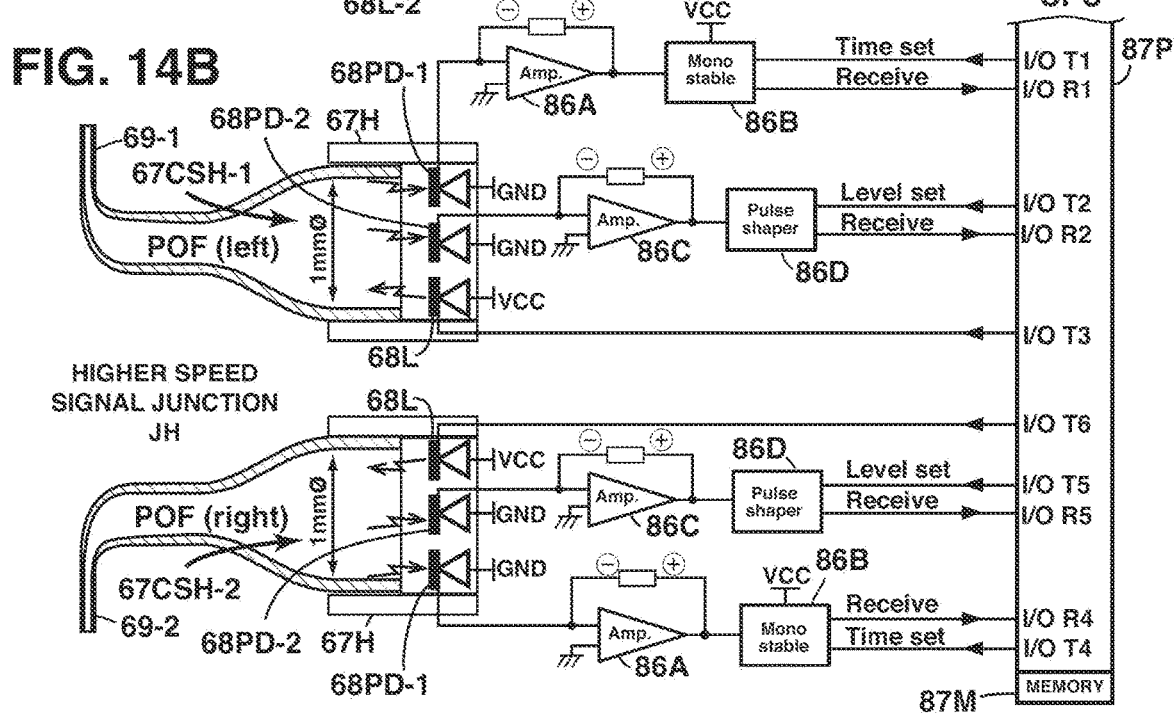 68L-2
VCC
87P
FIG. 14B
68PD-1
Amp.
86A
Mono
stable
86B
Time set
I/O T1
Receive
I/O R1
69-1
68PD-2
67H
67CSH-1
POF (left)
1mmØ
GND
GND
VCC
68L
Amp.
86C
Pulse
shaper
86D
Level set
I/O T2
Receive
I/O R2
I/O T3
HIGHER SPEED
SIGNAL JUNCTION
JH
68L
I/O T6
VCC
GND
GND
POF (right)
1mmØ
67CSH-2
69-2
68PD-2
67H
68PD-1
Amp.
86C
86D
Pulse
shaper
Level set
I/O T5
Receive
I/O R5
Amp.
86A
VCC
86B
Mono
stable
Receive
I/O R4
Time set
I/O T4
MEMORY
87M